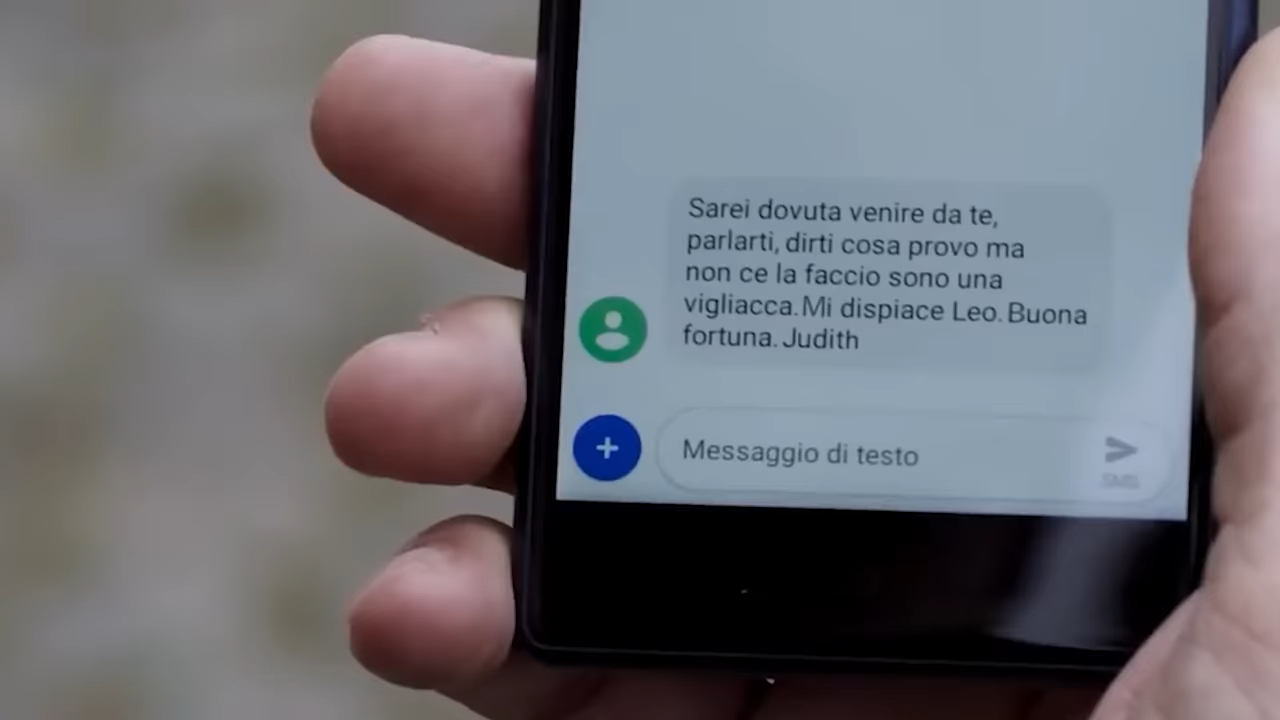 Sarei dovuta venire da te,
parlarti, dirti cosa provo ma
non ce la faccio sono una
vigliacca.Mi dispiace Leo.Buona
fortuna.Judith
Messaggio di testo
SMS